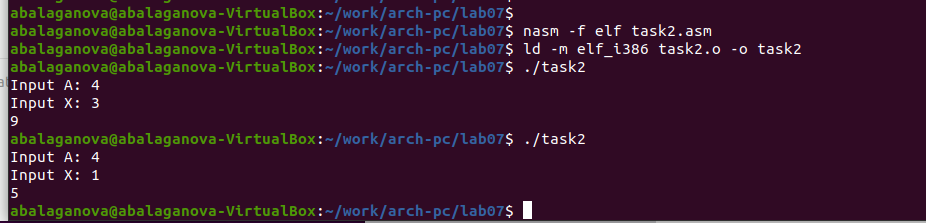 abalaganova@abalaganova-VirtualBox:~/work/arch-pc/lab07$
abalaganova@abalaganova-VirtualBox:~/work/arch-pc/lab07$ nasm -f elf task2.asm
abalaganova@abalaganova-VirtualBox:~/work/arch-pc/lab07$ ld -m elf_i386 task2.o -o task2
abalaganova@abalaganova-VirtualBox:~/work/arch-pc/lab07$ ./task2
Input A: 4
Input X: 3
9
abalaganova@abalaganova-VirtualBox:~/work/arch-pc/lab07$ ./task2
Input A: 4
Input X: 1
5
abalaganova@abalaganova-VirtualBox:~/work/arch-pc/lab07$